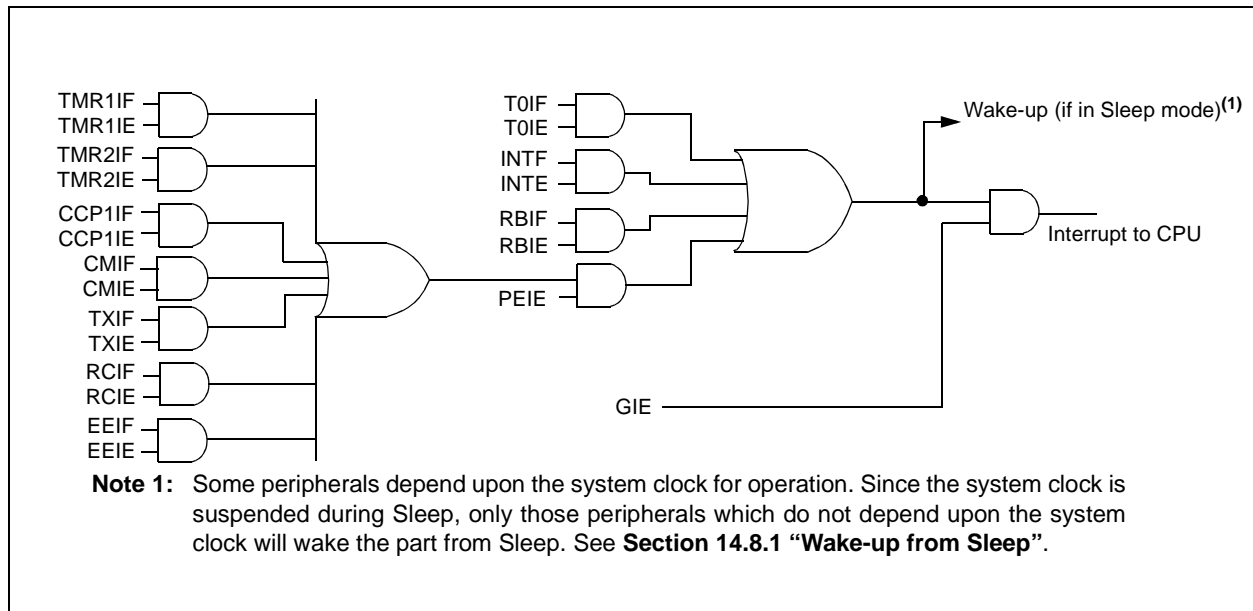 TMR1IF
TMR1IE
TMR2IF
TMR2IE
CCP1IF
CCP1IE
CMIF
CMIE
TXIF
TXIE
RCIF
RCIE
EEIF
EEIE
T0IF
T0IE
INTF
INTE
RBIF
RBIE
PEIE
GIE
Wake-up (if in Sleep mode)(1)
Interrupt to CPU
Note 1: Some peripherals depend upon the system clock for operation. Since the system clock is
suspended during Sleep, only those peripherals which do not depend upon the system
clock will wake the part from Sleep. See Section 14.8.1 “Wake-up from Sleep”.